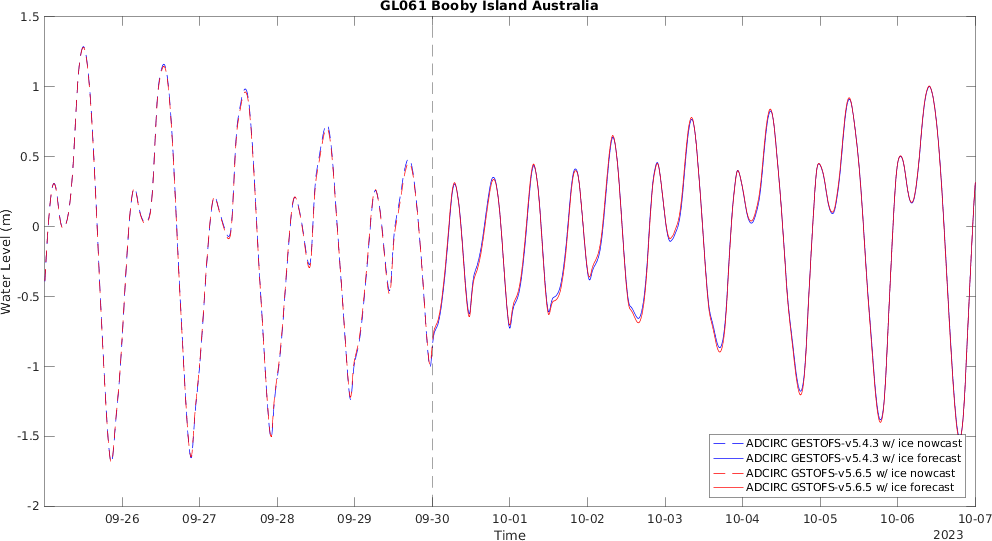 GL061 Booby Island Australia
1.5
1
0.5
0
-0.5
-1
-1.5
-2
Water Level (m)
ADCIRC GESTOFS-v5.4.3 w/ ice nowcast
ADCIRC GESTOFS-v5.4.3 w/ ice forecast
ADCIRC GSTOFS-v5.6.5 w/ ice nowcast
ADCIRC GSTOFS-v5.6.5 w/ ice forecast
09-26 09-27 09-28 09-29 09-30 10-01 10-02 10-03 10-04 10-05 10-06 10-07
Time
2023